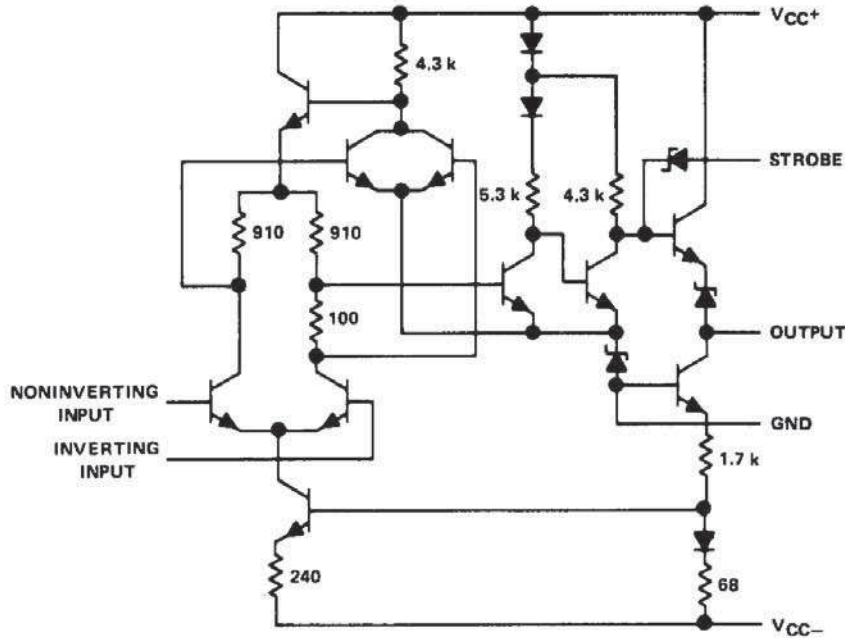 VCC+
4.3 k
STROBE
5.3 k
4.3 k
910
910
100
OUTPUT
NONINVERTING
INPUT
GND
INVERTING
INPUT
1.7 k
240
68
VCC–